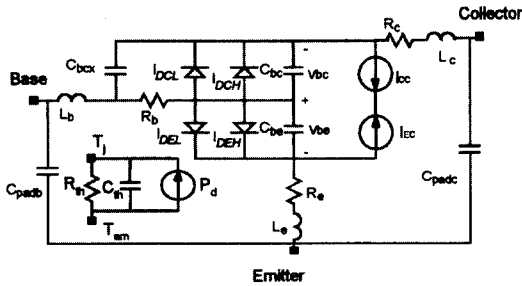 Collector
Rc
Lc
Cbcx
IDCL
IDCH
Cbc
Vbc
Icc
Base
Lb
Rb
+
-
IDEL
IDEH
Cbe
Vbe
IEC
-
Tj
Rth
Cth
Pd
Tam
Cpadb
Re
Le
Cpadc
Emitter